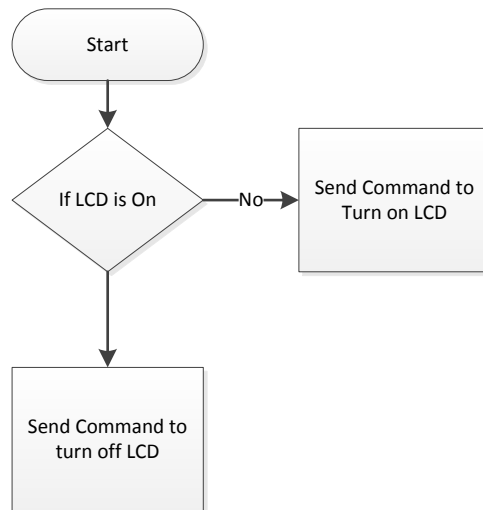 Start
If LCD is On
No
Send Command to
Turn on LCD
Send Command to
turn off LCD